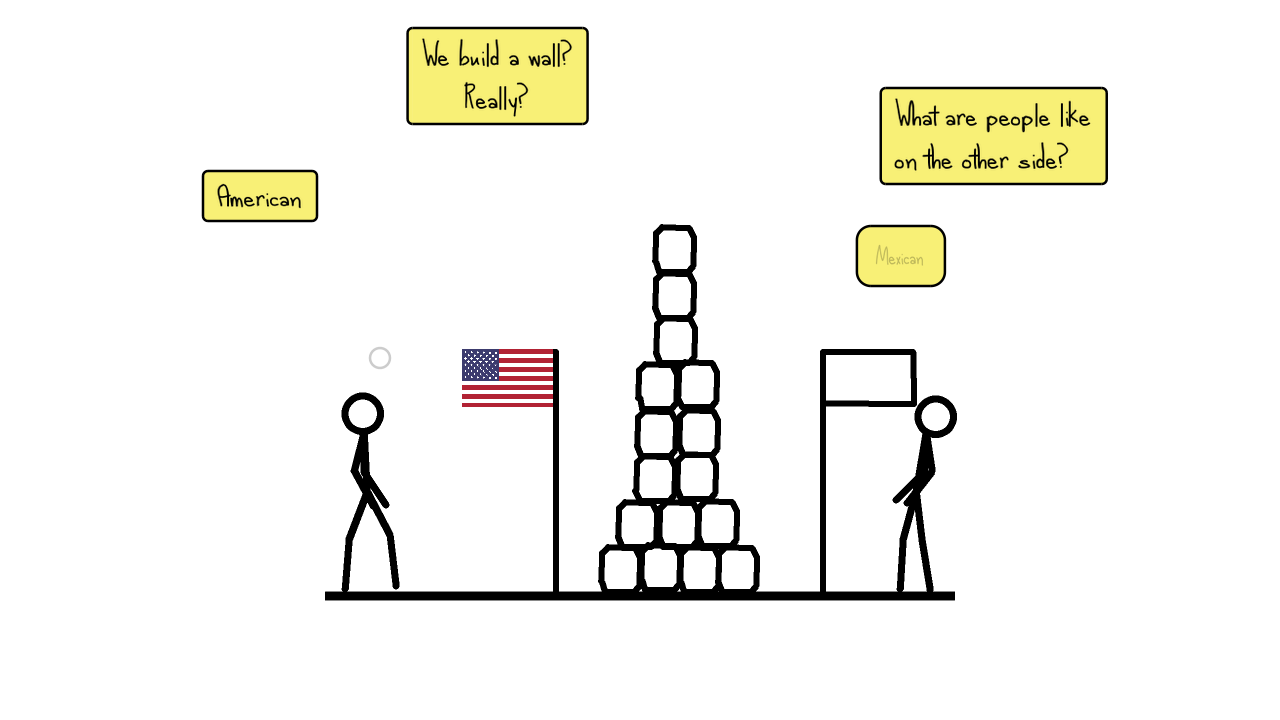 We build a wall?
Really?
What are people like
on the other side?
American
Mexican